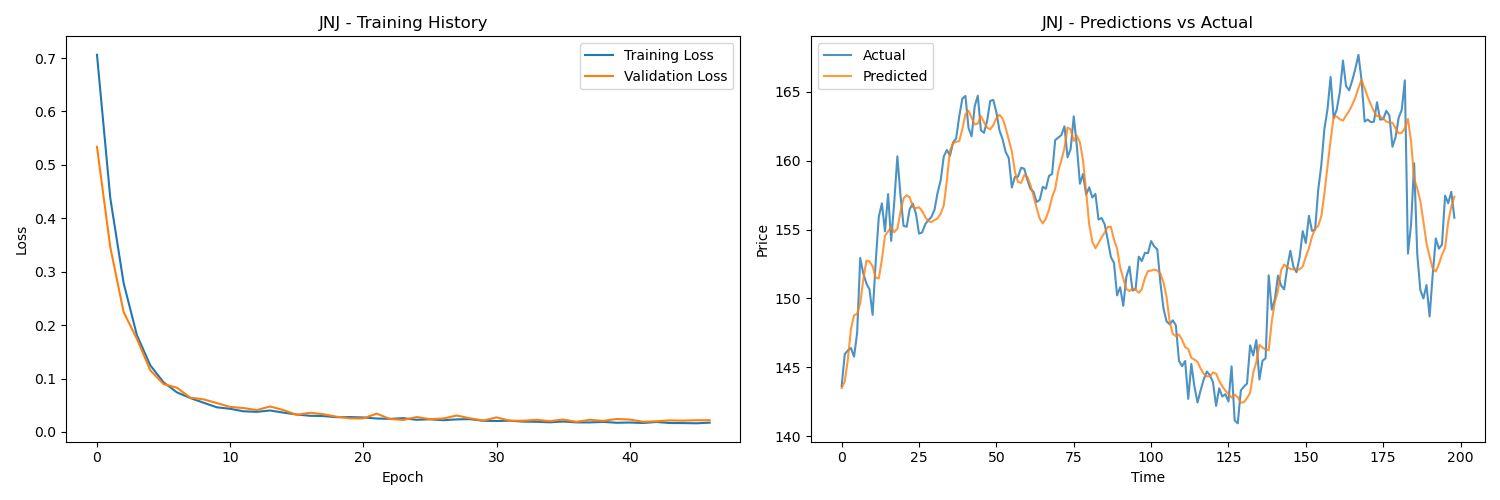 JNJ - Training History
Training Loss
Validation Loss
0.7
0.6
0.5
0.4
0.3
0.2
0.1
0.0
Loss
0 10 20 30 40
Epoch
JNJ - Predictions vs Actual
Actual
Predicted
165
160
155
150
145
140
Price
0 25 50 75 100 125 150 175 200
Time